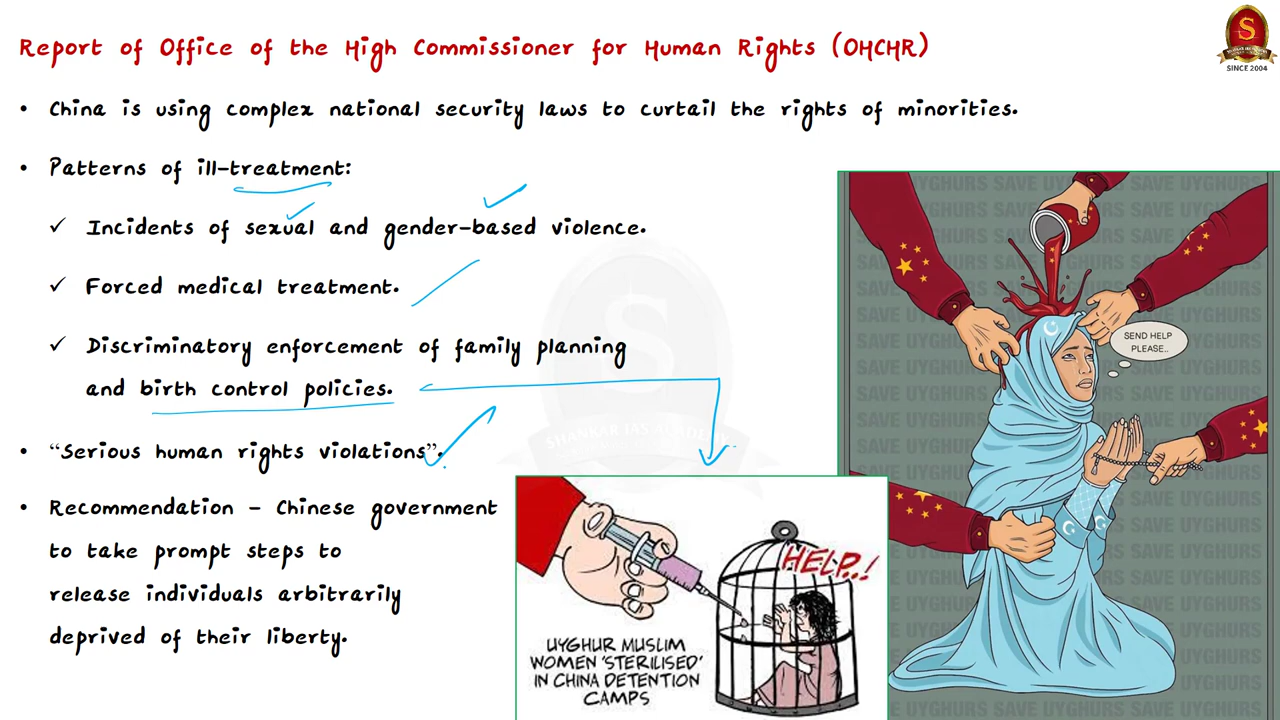 Report of Office of the High Commissioner for Human Rights (OHCHR)
SINCE 2004
• China is using complex national security laws to curtail the rights of minorities.
• Patterns of ill-treatment:
✓ Incidents of sexual and gender-based violence.
✓ Forced medical treatment.
✓ Discriminatory enforcement of family planning
and birth control policies.
• “Serious human rights violations”.
• Recommendation – Chinese government
to take prompt steps to
release individuals arbitrarily
deprived of their liberty.
SHANKAR IAS ACADEMY
HELP..!
UYGHUR MUSLIM
WOMEN ‘STERILISED’
IN CHINA DETENTION
CAMPS
SEND HELP
PLEASE..
SAVE UYGHURS